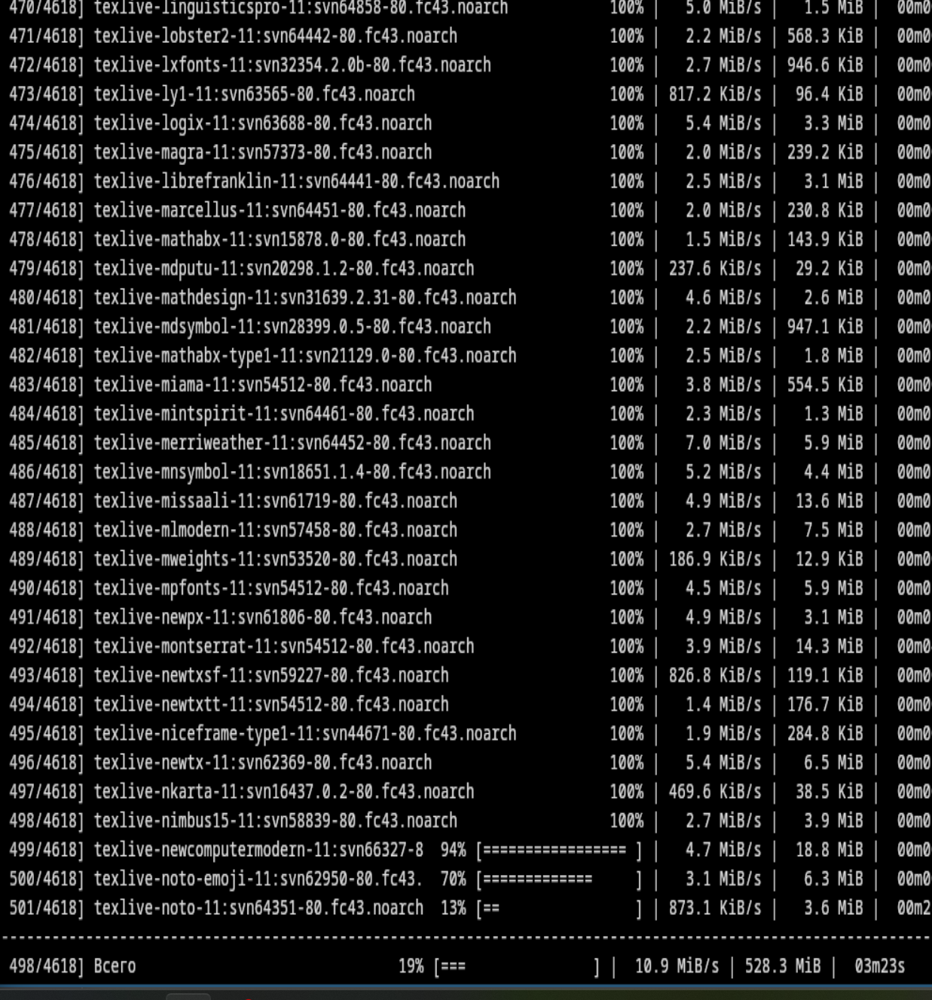 470/4618] texlive-linguisticspro-11:svn64858-80.fc43.noarch 100% | 5.0 MiB/s | 1.5 MiB | 00m0
471/4618] texlive-lobster2-11:svn64442-80.fc43.noarch 100% | 2.2 MiB/s | 568.3 KiB | 00m0
472/4618] texlive-lxfonts-11:svn32354.2.0b-80.fc43.noarch 100% | 2.7 MiB/s | 946.6 KiB | 00m0
473/4618] texlive-ly1-11:svn63565-80.fc43.noarch 100% | 817.2 KiB/s | 96.4 KiB | 00m0
474/4618] texlive-logix-11:svn63688-80.fc43.noarch 100% | 5.4 MiB/s | 3.3 MiB | 00m0
475/4618] texlive-magra-11:svn57373-80.fc43.noarch 100% | 2.0 MiB/s | 239.2 KiB | 00m0
476/4618] texlive-librefranklin-11:svn64441-80.fc43.noarch 100% | 2.5 MiB/s | 3.1 MiB | 00m0
477/4618] texlive-marcellus-11:svn64451-80.fc43.noarch 100% | 2.0 MiB/s | 230.8 KiB | 00m0
478/4618] texlive-mathabx-11:svn15878.0-80.fc43.noarch 100% | 1.5 MiB/s | 143.9 KiB | 00m0
479/4618] texlive-mdputu-11:svn20298.1.2-80.fc43.noarch 100% | 237.6 KiB/s | 29.2 KiB | 00m0
480/4618] texlive-mathdesign-11:svn31639.2.31-80.fc43.noarch 100% | 4.6 MiB/s | 2.6 MiB | 00m0
481/4618] texlive-mdsymbol-11:svn28399.0.5-80.fc43.noarch 100% | 2.2 MiB/s | 947.1 KiB | 00m0
482/4618] texlive-mathabx-type1-11:svn21129.0-80.fc43.noarch 100% | 2.5 MiB/s | 1.8 MiB | 00m0
483/4618] texlive-miama-11:svn54512-80.fc43.noarch 100% | 3.8 MiB/s | 554.5 KiB | 00m0
484/4618] texlive-mintspirit-11:svn64461-80.fc43.noarch 100% | 2.3 MiB/s | 1.3 MiB | 00m0
485/4618] texlive-merriweather-11:svn64452-80.fc43.noarch 100% | 7.0 MiB/s | 5.9 MiB | 00m0
486/4618] texlive-mnsymbol-11:svn18651.1.4-80.fc43.noarch 100% | 5.2 MiB/s | 4.4 MiB | 00m0
487/4618] texlive-missaali-11:svn61719-80.fc43.noarch 100% | 4.9 MiB/s | 13.6 MiB | 00m0
488/4618] texlive-mlmodern-11:svn57458-80.fc43.noarch 100% | 2.7 MiB/s | 7.5 MiB | 00m0
489/4618] texlive-mweights-11:svn53520-80.fc43.noarch 100% | 186.9 KiB/s | 12.9 KiB | 00m0
490/4618] texlive-mpfonts-11:svn54512-80.fc43.noarch 100% | 4.5 MiB/s | 5.9 MiB | 00m0
491/4618] texlive-newpx-11:svn61806-80.fc43.noarch 100% | 4.9 MiB/s | 3.1 MiB | 00m0
492/4618] texlive-montserrat-11:svn54512-80.fc43.noarch 100% | 3.9 MiB/s | 14.3 MiB | 00m0
493/4618] texlive-newtxsf-11:svn59227-80.fc43.noarch 100% | 826.8 KiB/s | 119.1 KiB | 00m0
494/4618] texlive-newtxtt-11:svn54512-80.fc43.noarch 100% | 1.4 MiB/s | 176.7 KiB | 00m0
495/4618] texlive-niceframe-type1-11:svn44671-80.fc43.noarch 100% | 1.9 MiB/s | 284.8 KiB | 00m0
496/4618] texlive-newtx-11:svn62369-80.fc43.noarch 100% | 5.4 MiB/s | 6.5 MiB | 00m0
497/4618] texlive-nkarta-11:svn16437.0.2-80.fc43.noarch 100% | 469.6 KiB/s | 38.5 KiB | 00m0
498/4618] texlive-nimbus15-11:svn58839-80.fc43.noarch 100% | 2.7 MiB/s | 3.9 MiB | 00m0
499/4618] texlive-newcomputermodern-11:svn66327-8 94% [================= ] | 4.7 MiB/s | 18.8 MiB | 00m0
500/4618] texlive-noto-emoji-11:svn62950-80.fc43. 70% [============= ] | 3.1 MiB/s | 6.3 MiB | 00m0
501/4618] texlive-noto-11:svn64351-80.fc43.noarch 13% [== ] | 873.1 KiB/s | 3.6 MiB | 00m2
--------------------------------------------------------------------------------------------------------------
498/4618] Всего 19% [=== ] | 10.9 MiB/s | 528.3 MiB | 03m23s